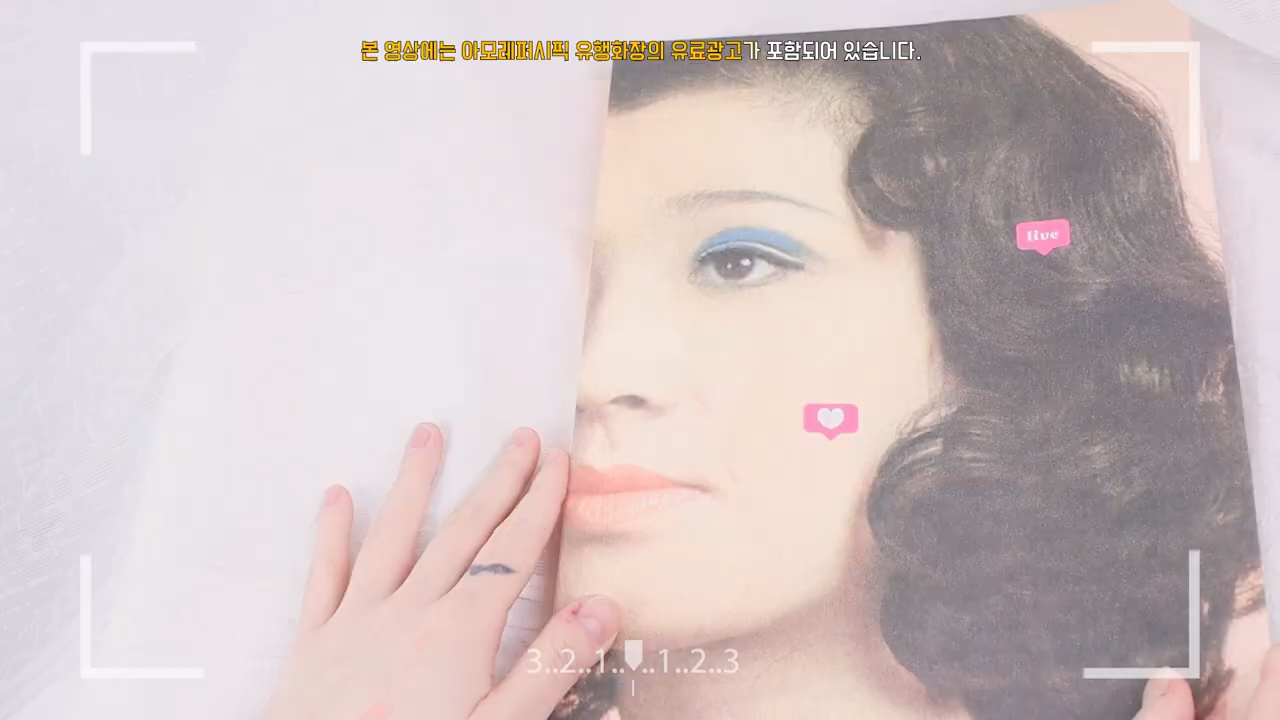 본 영상에는 아모레퍼시픽 유행화장의 유료광고가 포함되어 있습니다.
live
3..2..1.. ..1..2..3